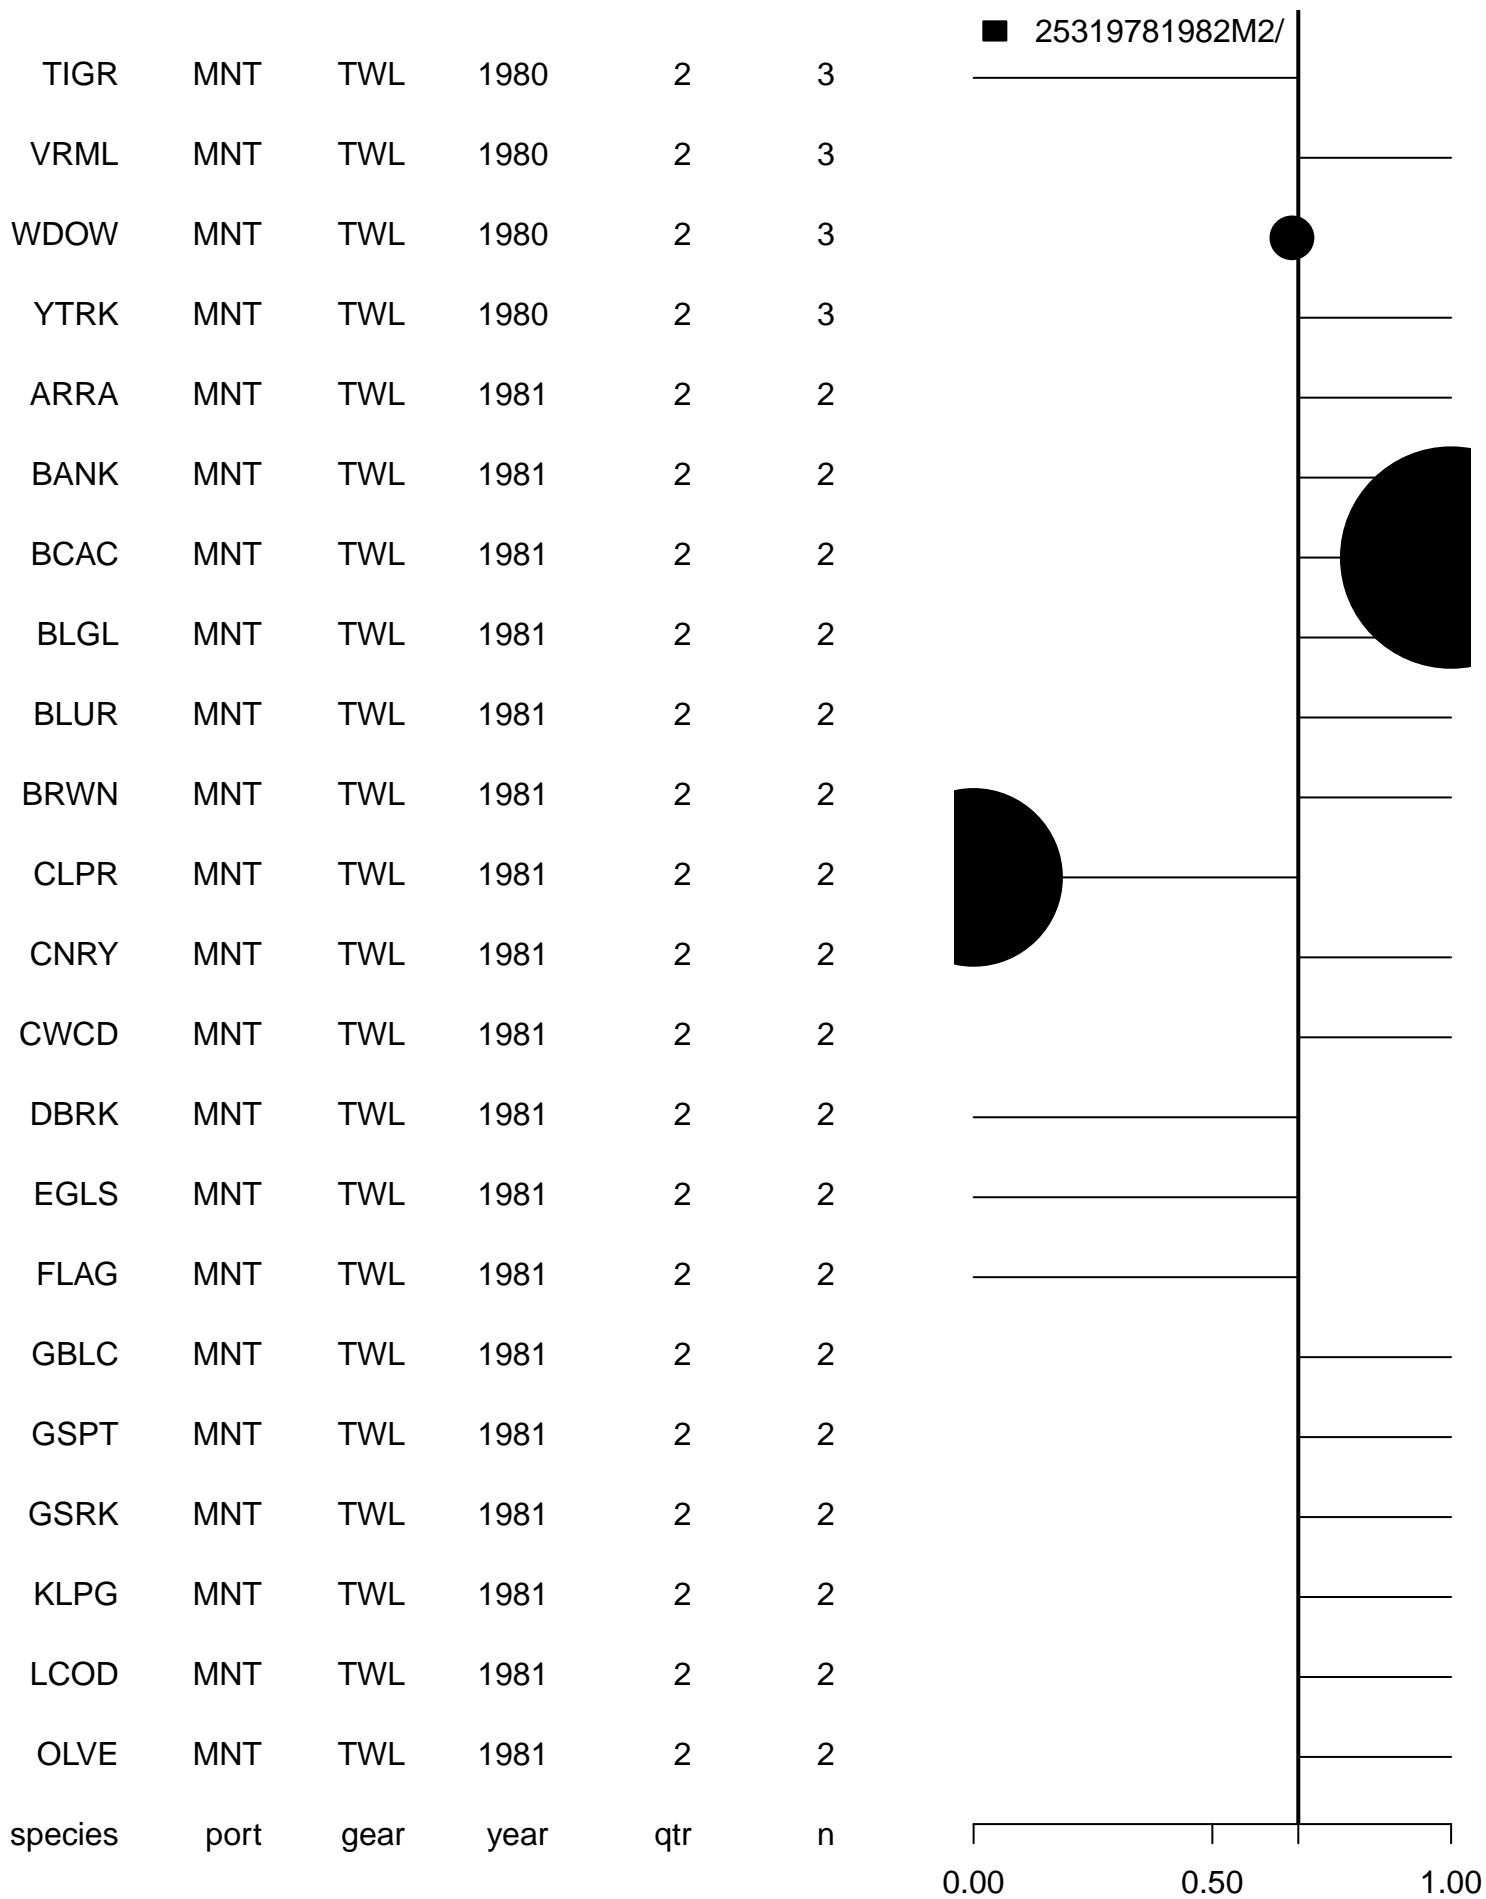 25319781982M2/
TIGR MNT TWL 1980 2 3
VRML MNT TWL 1980 2 3
WDOW MNT TWL 1980 2 3
YTRK MNT TWL 1980 2 3
ARRA MNT TWL 1981 2 2
BANK MNT TWL 1981 2 2
BCAC MNT TWL 1981 2 2
BLGL MNT TWL 1981 2 2
BLUR MNT TWL 1981 2 2
BRWN MNT TWL 1981 2 2
CLPR MNT TWL 1981 2 2
CNRY MNT TWL 1981 2 2
CWCD MNT TWL 1981 2 2
DBRK MNT TWL 1981 2 2
EGLS MNT TWL 1981 2 2
FLAG MNT TWL 1981 2 2
GBLC MNT TWL 1981 2 2
GSPT MNT TWL 1981 2 2
GSRK MNT TWL 1981 2 2
KLPG MNT TWL 1981 2 2
LCOD MNT TWL 1981 2 2
OLVE MNT TWL 1981 2 2
species port gear year qtr n
0.00 0.50 1.00